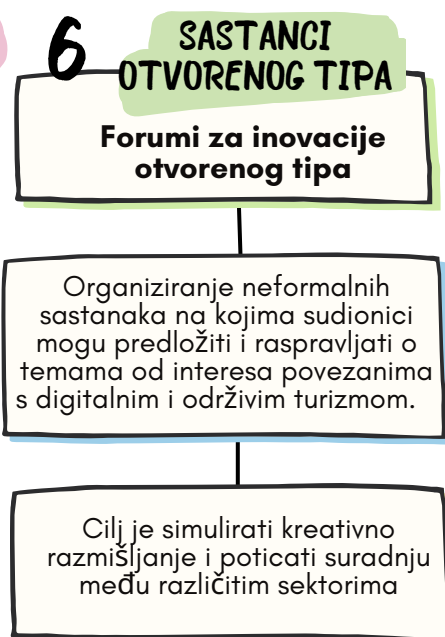 6
SASTANCI
OTVORENOG TIPA
Forumi za inovacije
otvorenog tipa
Organiziranje neformalnih
sastanaka na kojima sudionici
mogu predložiti i raspravljati o
temama od interesa povezanima
s digitalnim i održivim turizmom.
Cilj je simulirati kreativno
razmišljanje i poticati suradnju
među različitim sektorima